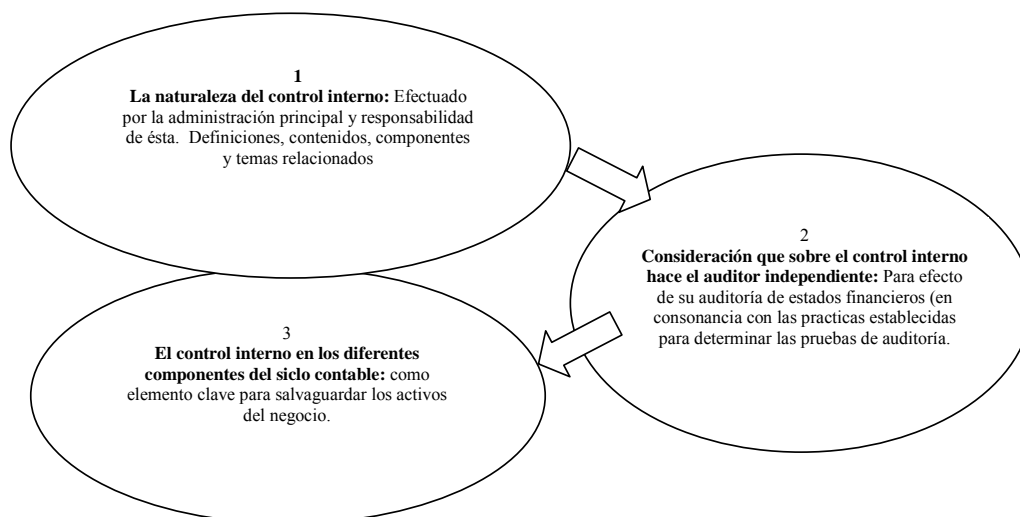 1
La naturaleza del control interno: Efectuado
por la administración principal y responsabilidad
de ésta. Definiciones, contenidos, componentes
y temas relacionados
2
Consideración que sobre el control interno
hace el auditor independiente: Para efecto
de su auditoría de estados financieros (en
consonancia con las practicas establecidas
para determinar las pruebas de auditoría.
3
El control interno en los diferentes
componentes del siclo contable: como
elemento clave para salvaguardar los activos
del negocio.